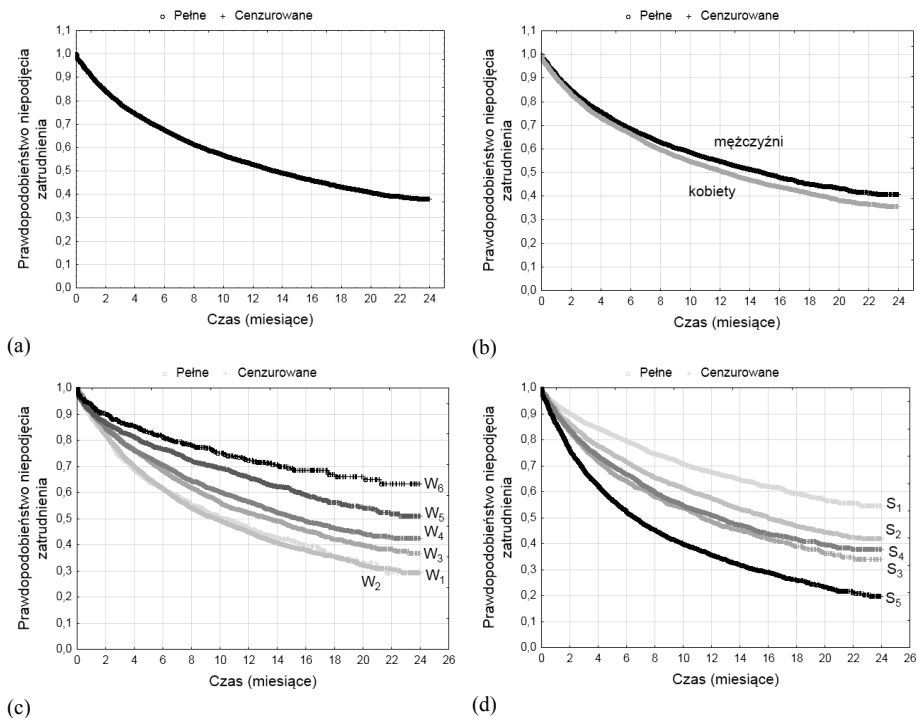 Pełne Cenzurowane
1,1
1,0
0,9
0,8
0,7
0,6
0,5
0,4
0,3
0,2
0,1
0,0
0 2 4 6 8 10 12 14 16 18 20 22 24
Prawdopodobieństwo niepodjęcia
zatrudnienia
Czas (miesiące)
(a)
Pełne Cenzurowane
1,1
1,0
0,9
0,8
0,7
0,6
0,5
0,4
0,3
0,2
0,1
0,0
0 2 4 6 8 10 12 14 16 18 20 22 24
Prawdopodobieństwo niepodjęcia
zatrudnienia
mężczyźni
kobiety
Czas (miesiące)
(b)
Pełne Cenzurowane
1,0
0,9
0,8
0,7
0,6
0,5
0,4
0,3
0,2
0,1
0,0
0 2 4 6 8 10 12 14 16 18 20 22 24 26
Prawdopodobieństwo niepodjęcia
zatrudnienia
W6
W5
W4
W3
W2 W1
Czas (miesiące)
(c)
Pełne Cenzurowane
1,0
0,9
0,8
0,7
0,6
0,5
0,4
0,3
0,2
0,1
0,0
0 2 4 6 8 10 12 14 16 18 20 22 24 26
Prawdopodobieństwo niepodjęcia
zatrudnienia
S1
S2
S4
S3
S5
Czas (miesiące)
(d)